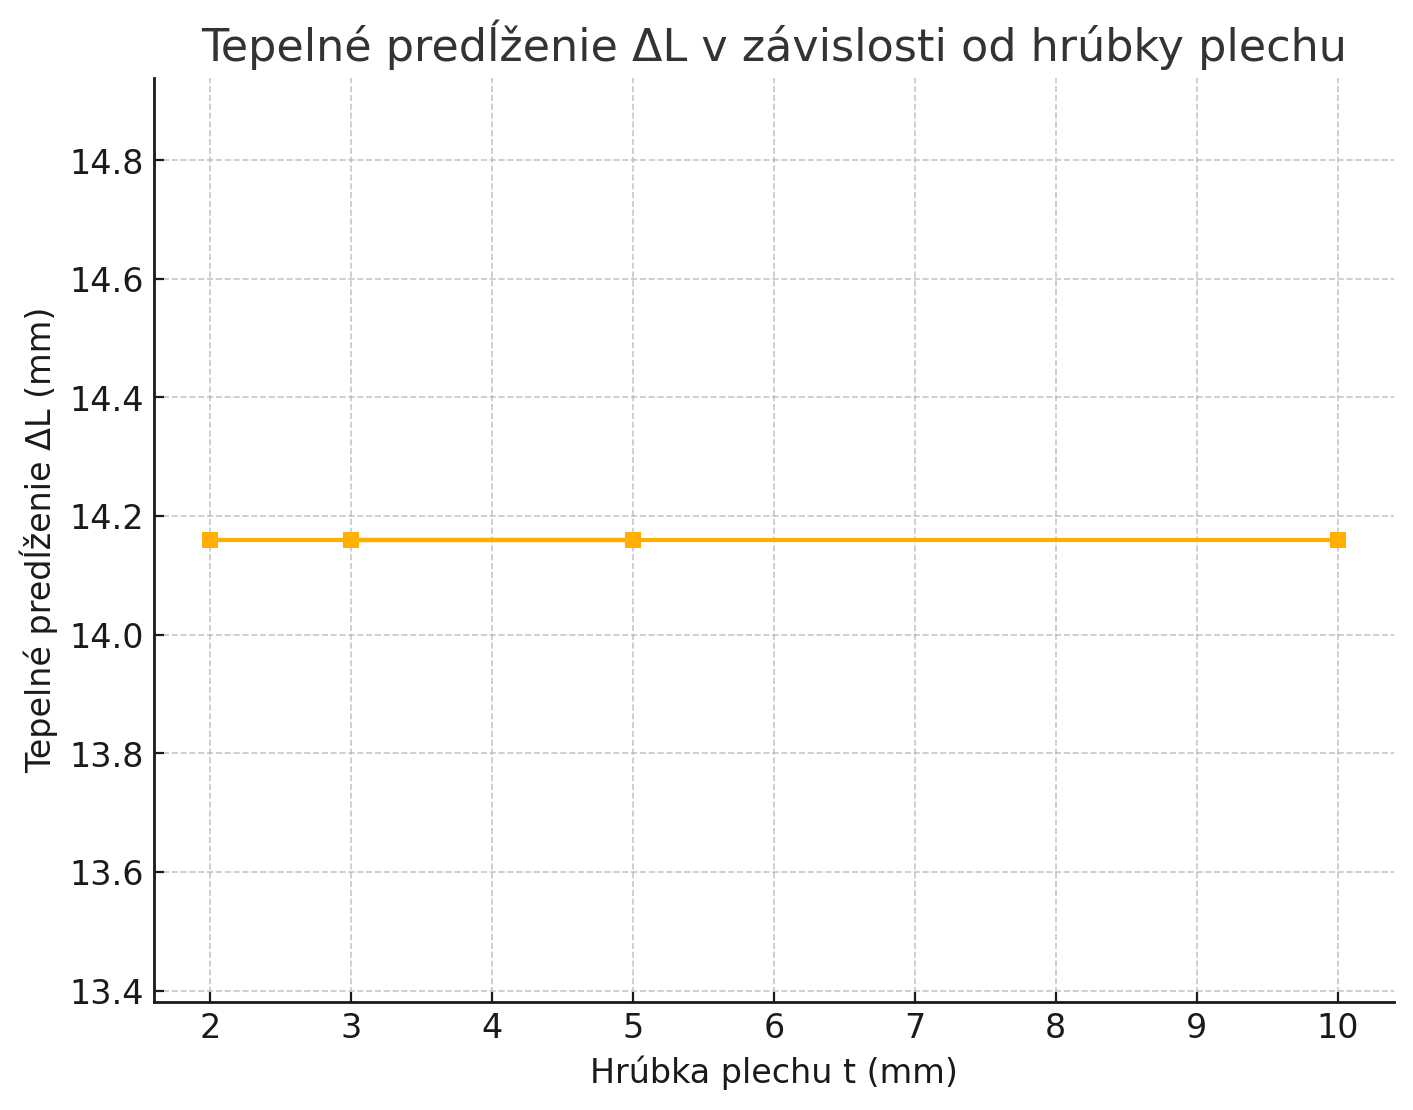 Tepelné predĺženie ΔL v závislosti od hrúbky plechu
Tepelné predĺženie ΔL (mm)
14.8
14.6
14.4
14.2
14.0
13.8
13.6
13.4
2 3 4 5 6 7 8 9 10
Hrúbka plechu t (mm)